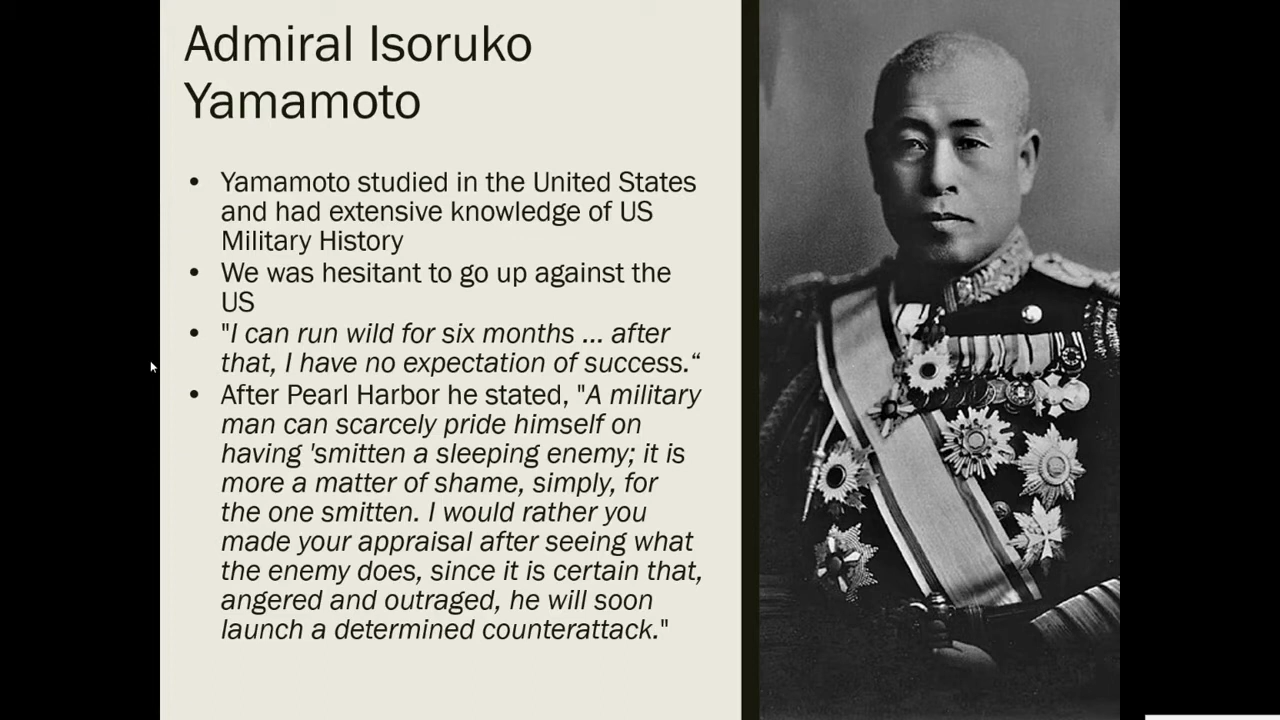 Admiral Isoruko
Yamamoto
• Yamamoto studied in the United States
and had extensive knowledge of US
Military History
• We was hesitant to go up against the
US
• "I can run wild for six months ... after
that, I have no expectation of success.“
• After Pearl Harbor he stated, "A military
man can scarcely pride himself on
having 'smitten a sleeping enemy; it is
more a matter of shame, simply, for
the one smitten. I would rather you
made your appraisal after seeing what
the enemy does, since it is certain that,
angered and outraged, he will soon
launch a determined counterattack."